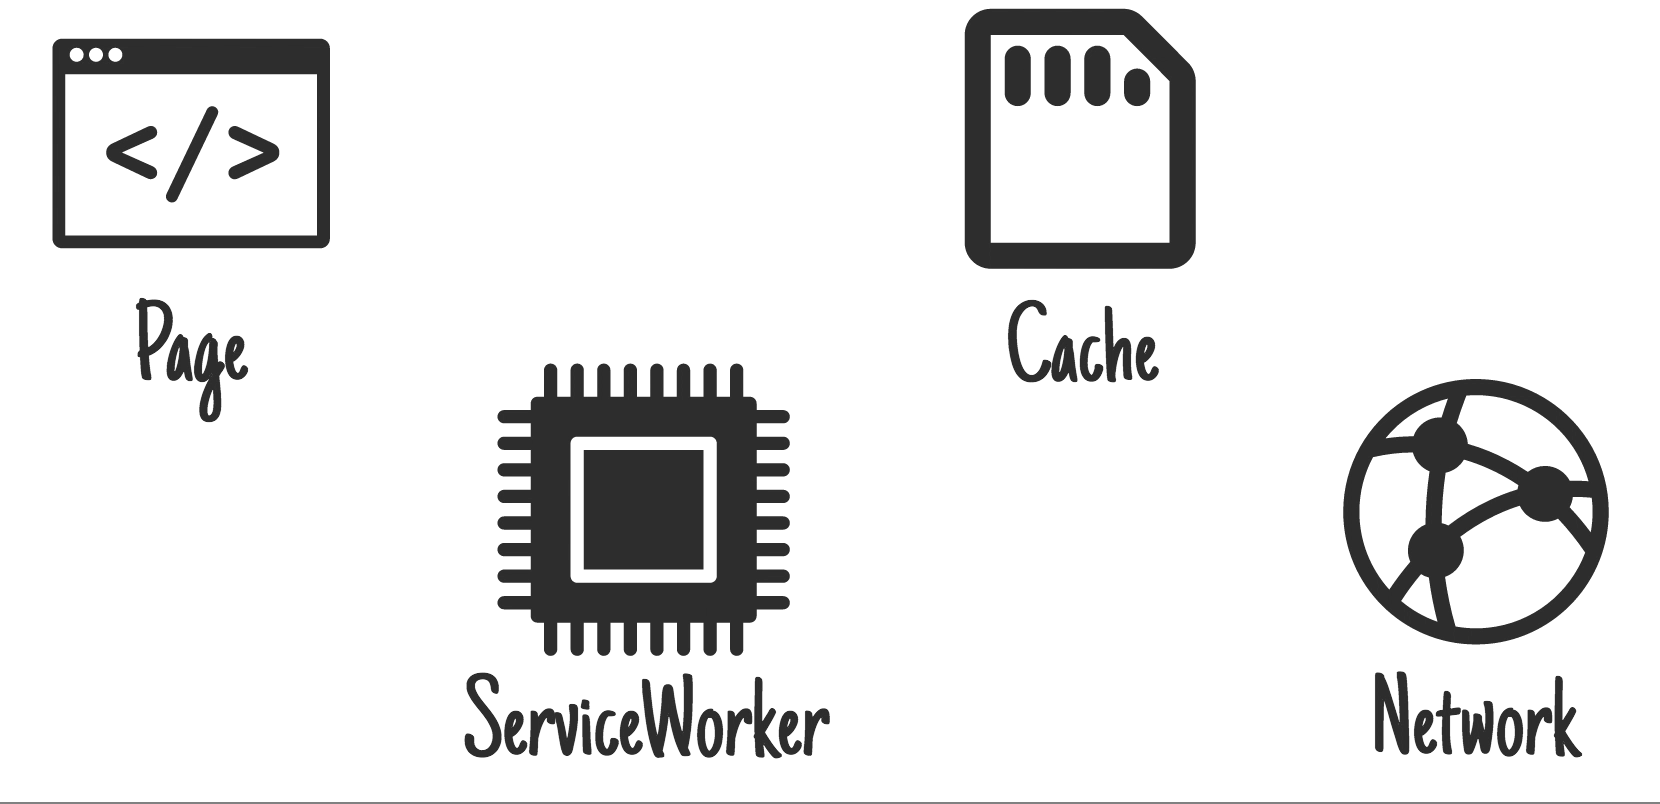 </>
Page
Cache
ServiceWorker
Network